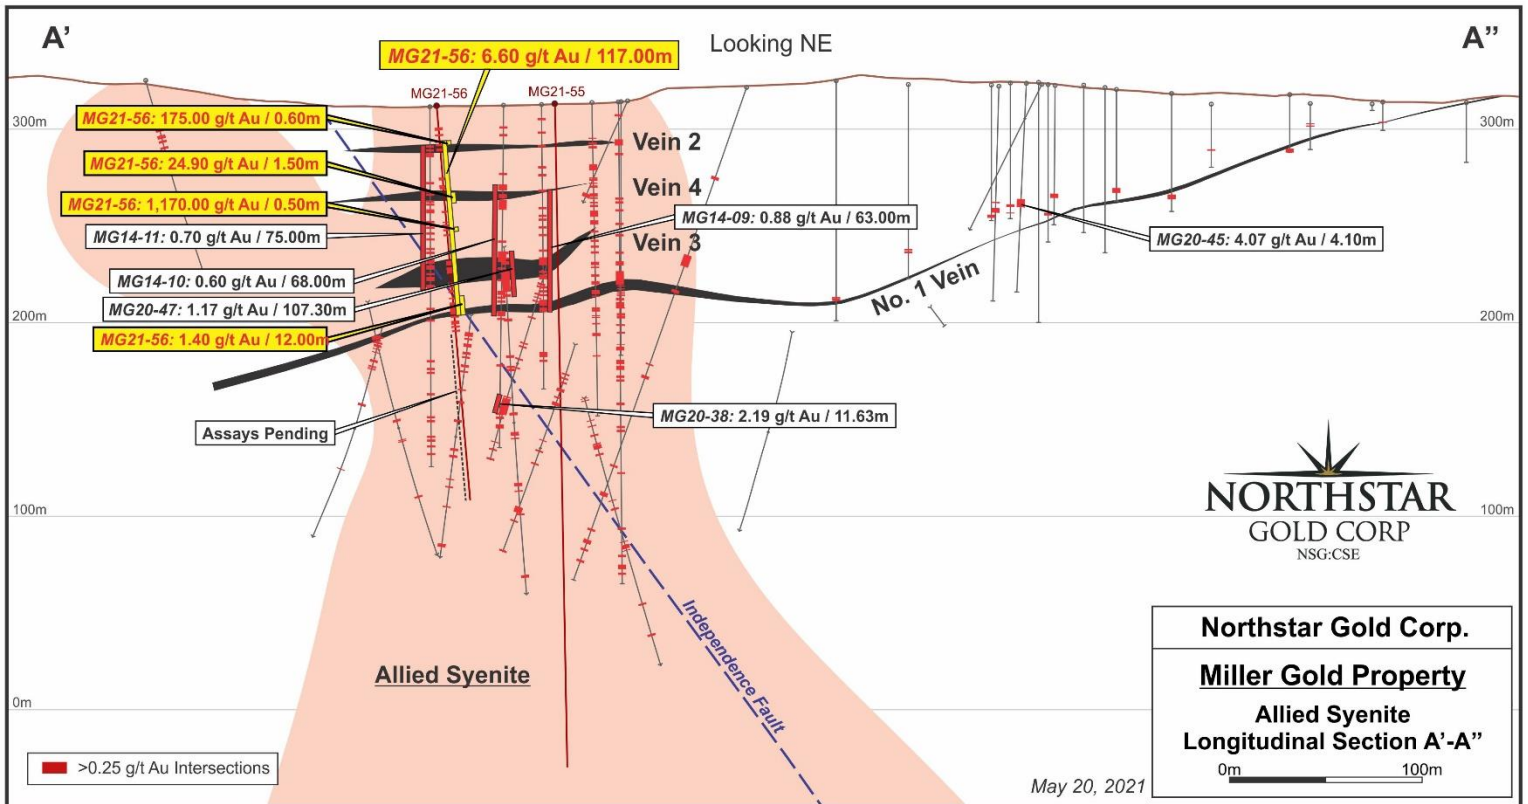 A'
Looking NE
A"
MG21-56: 6.60 g/t Au / 117.00m
MG21-56
MG21-55
MG21-56: 175.00 g/t Au / 0.60m
300m
300m
Vein 2
MG21-56: 24.90 g/t Au / 1.50m
Vein 4
MG21-56: 1,170.00 g/t Au / 0.50m
MG14-09: 0.88 g/t Au / 63.00m
MG14-11: 0.70 g/t Au / 75.00m
Vein 3
MG20-45: 4.07 g/t Au / 4.10m
MG14-10: 0.60 g/t Au / 68.00m
No. 1 Vein
MG20-47: 1.17 g/t Au / 107.30m
200m
200m
MG21-56: 1.40 g/t Au / 12.00m
MG20-38: 2.19 g/t Au / 11.63m
Assays Pending
NORTHSTAR
GOLD CORP
NSG:CSE
100m
100m
Independence Fault
Allied Syenite
0m
0m
>0.25 g/t Au Intersections
May 20, 2021
Northstar Gold Corp.
Miller Gold Property
Allied Syenite
Longitudinal Section A'-A"
0m 100m